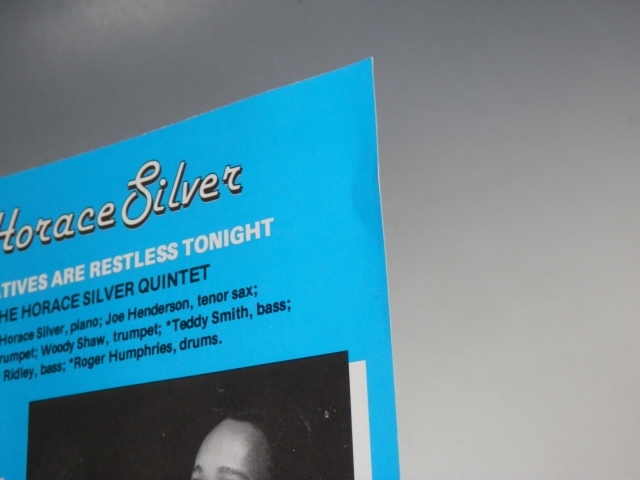 Horace Silver
ATIVES ARE RESTLESS TONIGHT
HE HORACE SILVER QUINTET
Horace Silver, piano; Joe Henderson, tenor sax;
rumpet; Woody Shaw, trumpet; *Teddy Smith, bass;
Ridley, bass; *Roger Humphries, drums.